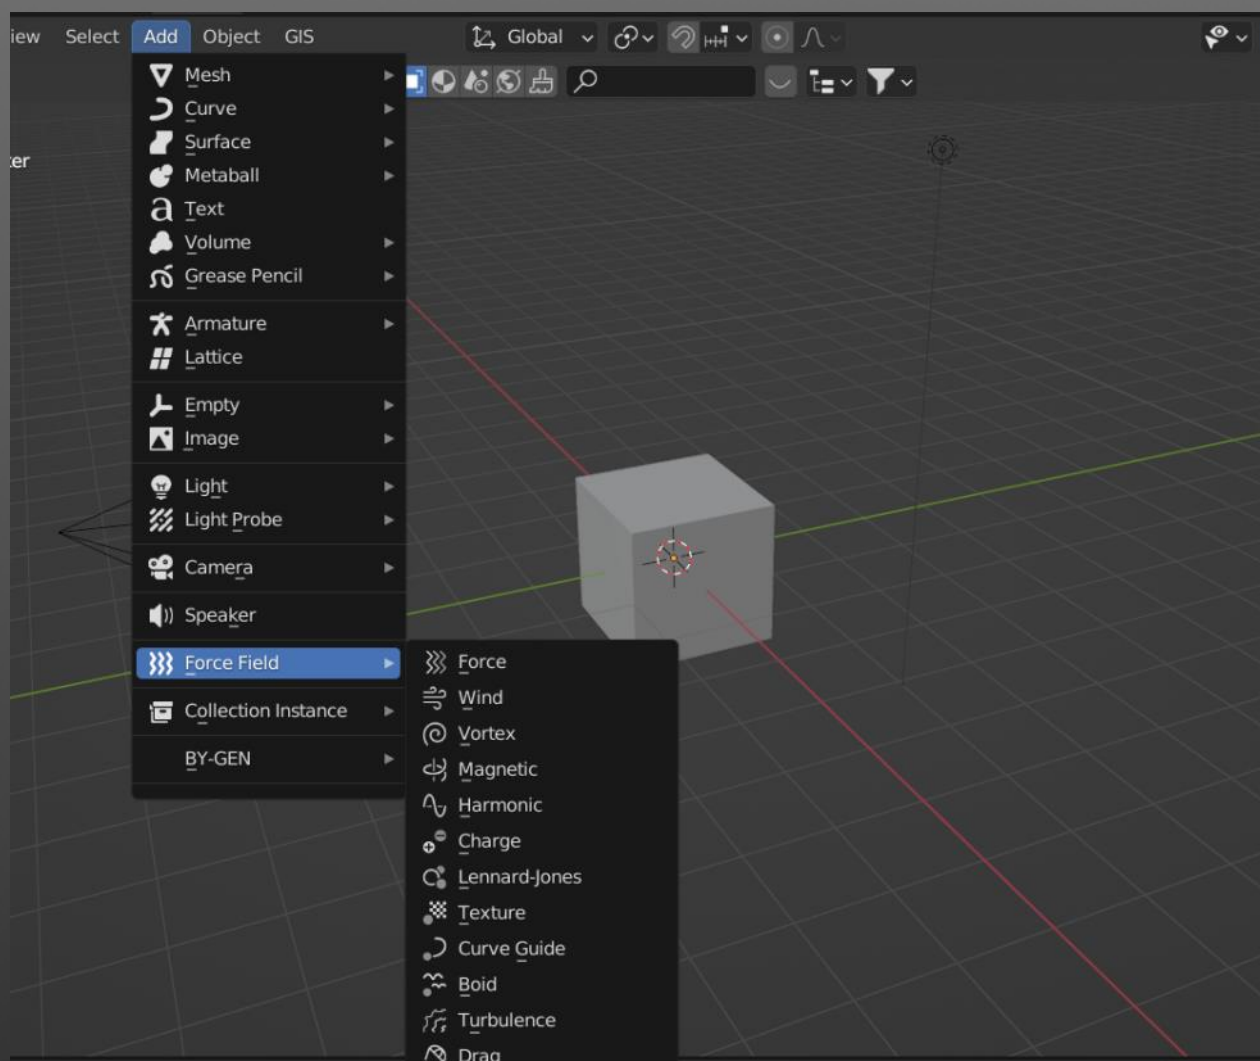 iew Select Add Object GIS Global
Mesh
Curve
Surface
er
Metaball
Text
Volume
Grease Pencil
Armature
Lattice
Empty
Image
Light
Light Probe
Camera
Speaker
Force Field
Collection Instance
BY-GEN
Force
Wind
Vortex
Magnetic
Harmonic
Charge
Lennard-Jones
Texture
Curve Guide
Boid
Turbulence
Drag